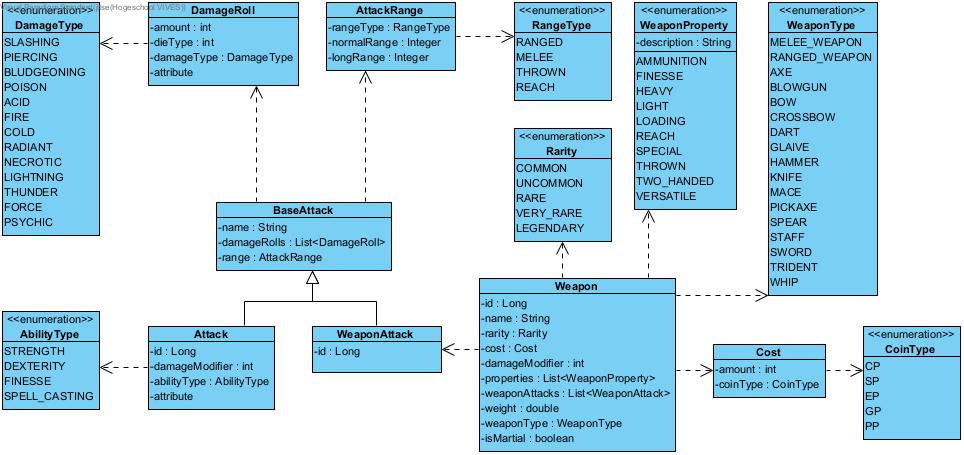 <<enumeration>>
DamageType
SLASHING
PIERCING
BLUDGEONING
POISON
ACID
FIRE
COLD
RADIANT
NECROTIC
LIGHTNING
THUNDER
FORCE
PSYCHIC
DamageRoll
-amount : int
-dieType : int
-damageType : DamageType
-attribute
AttackRange
-rangeType : RangeType
-normalRange : Integer
-longRange : Integer
<<enumeration>>
RangeType
RANGED
MELEE
THROWN
REACH
<<enumeration>>
WeaponProperty
-description : String
AMMUNITION
FINESSE
HEAVY
LIGHT
LOADING
REACH
SPECIAL
THROWN
TWO_HANDED
VERSATILE
<<enumeration>>
WeaponType
MELEE_WEAPON
RANGED_WEAPON
AXE
BLOWGUN
BOW
CROSSBOW
DART
GLAIVE
HAMMER
KNIFE
MACE
PICKAXE
SPEAR
STAFF
SWORD
TRIDENT
WHIP
<<enumeration>>
Rarity
COMMON
UNCOMMON
RARE
VERY_RARE
LEGENDARY
BaseAttack
-name : String
-damageRolls : List<DamageRoll>
-range : AttackRange
<<enumeration>>
AbilityType
STRENGTH
DEXTERITY
FINESSE
SPELL_CASTING
Attack
-id : Long
-damageModifier : int
-abilityType : AbilityType
-attribute
WeaponAttack
-id : Long
Weapon
-id : Long
-name : String
-rarity : Rarity
-cost : Cost
-damageModifier : int
-properties : List<WeaponProperty>
-weaponAttacks : List<WeaponAttack>
-weight : double
-weaponType : WeaponType
-isMartial : boolean
Cost
-amount : int
-coinType : CoinType
<<enumeration>>
CoinType
CP
SP
EP
GP
PP